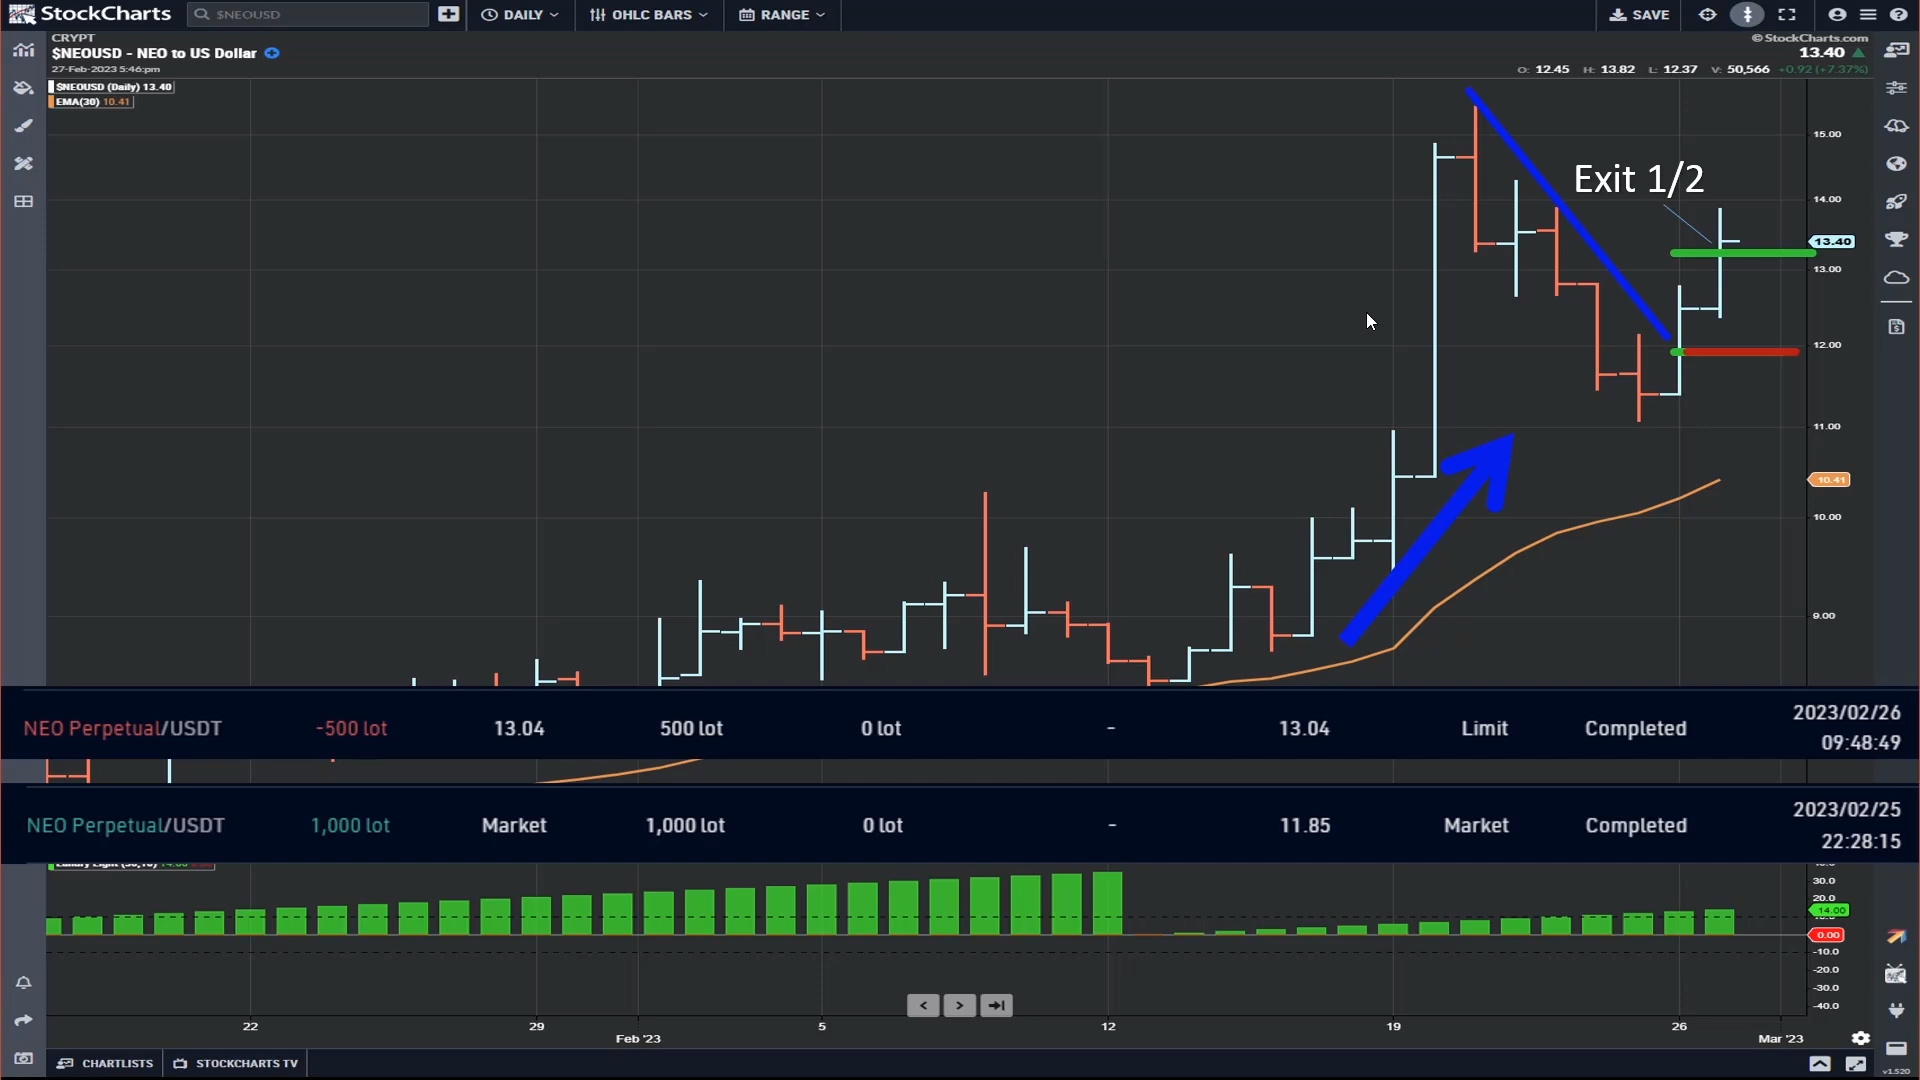 StockCharts
$NEOUSD
DAILY
OHLC BARS
RANGE
SAVE
CRYPT
© StockCharts.com
$NEOUSD - NEO to US Dollar
13.40
27-Feb-2023 5:46:pm
O: 12.45 H: 13.82 L: 12.37 V: 50,566 +0.92 (+7.37%)
$NEOUSD (Daily) 13.40
EMA(30) 10.41
15.00
Exit 1/2
14.00
13.40
13.00
12.00
11.00
10.41
10.00
9.00
NEO Perpetual/USDT -500 lot 13.04 500 lot 0 lot - 13.04 Limit Completed 2023/02/26
09:48:49
NEO Perpetual/USDT 1,000 lot Market 1,000 lot 0 lot - 11.85 Market Completed 2023/02/25
22:28:15
30.0
20.0
14.00
0.00
-10.0
-20.0
-30.0
-40.0
22 29 5 12 19 26
Feb '23 Mar '23
CHARTLISTS
STOCKCHARTS TV
v1.520